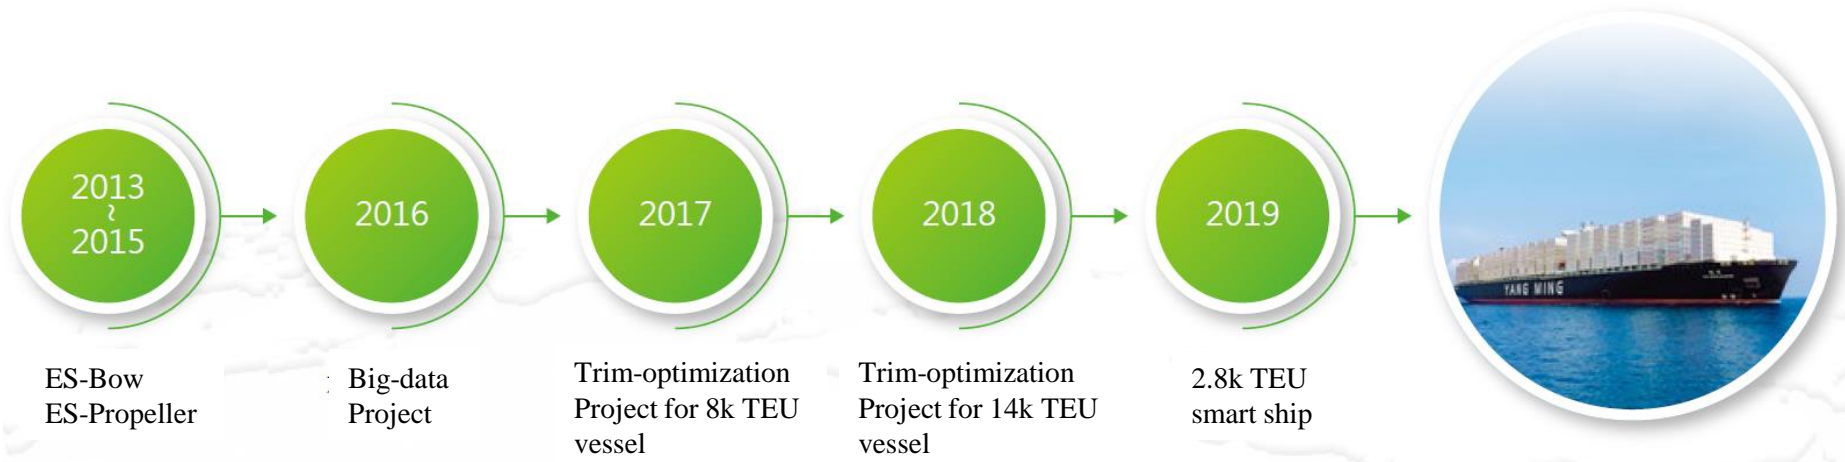 2013
~
2015
2016
2017
2018
2019
ES-Bow
ES-Propeller
Big-data
Project
Trim-optimization
Project for 8k TEU
vessel
Trim-optimization
Project for 14k TEU
vessel
2.8k TEU
smart ship
YANG MING